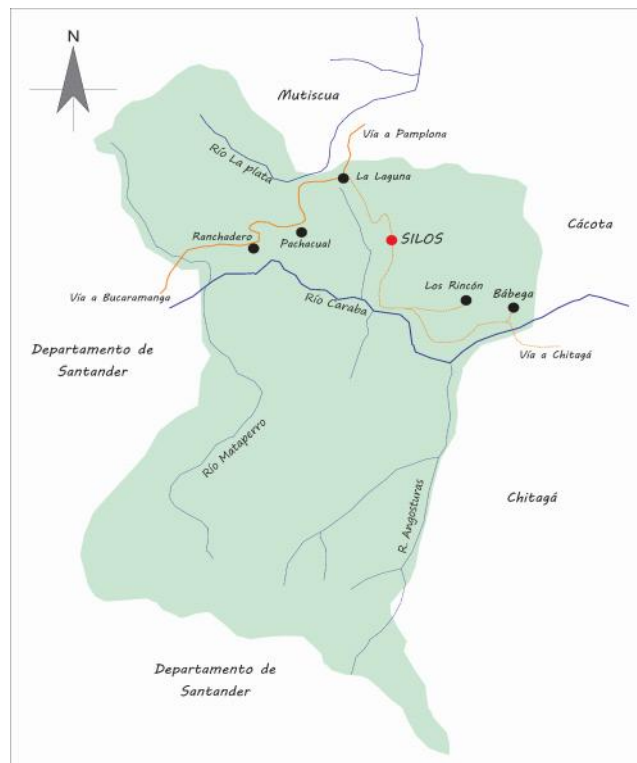 N
Mutiscua
Vía a Pamplona
Río La plata
La Laguna
Cácota
Ranchadero
Pachacual
SILOS
Los Rincón
Bábega
Vía a Bucaramanga
Río Caraba
Vía a Chitagá
Departamento de
Santander
Río Mataperro
R. Angosturas
Chitagá
Departamento de
Santander